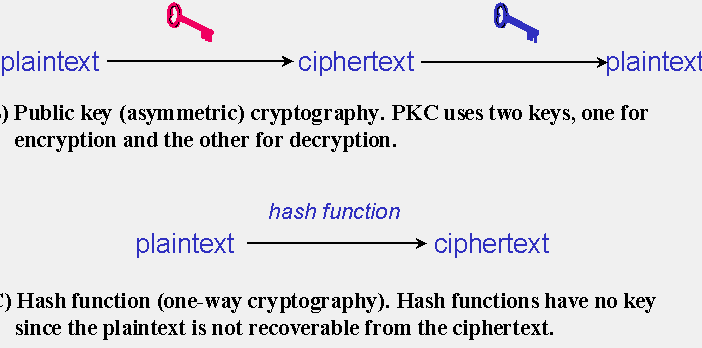 plaintext ciphertext plaintext
) Public key (asymmetric) cryptography. PKC uses two keys, one for
encryption and the other for decryption.
hash function
plaintext ciphertext
C) Hash function (one-way cryptography). Hash functions have no key
since the plaintext is not recoverable from the ciphertext.